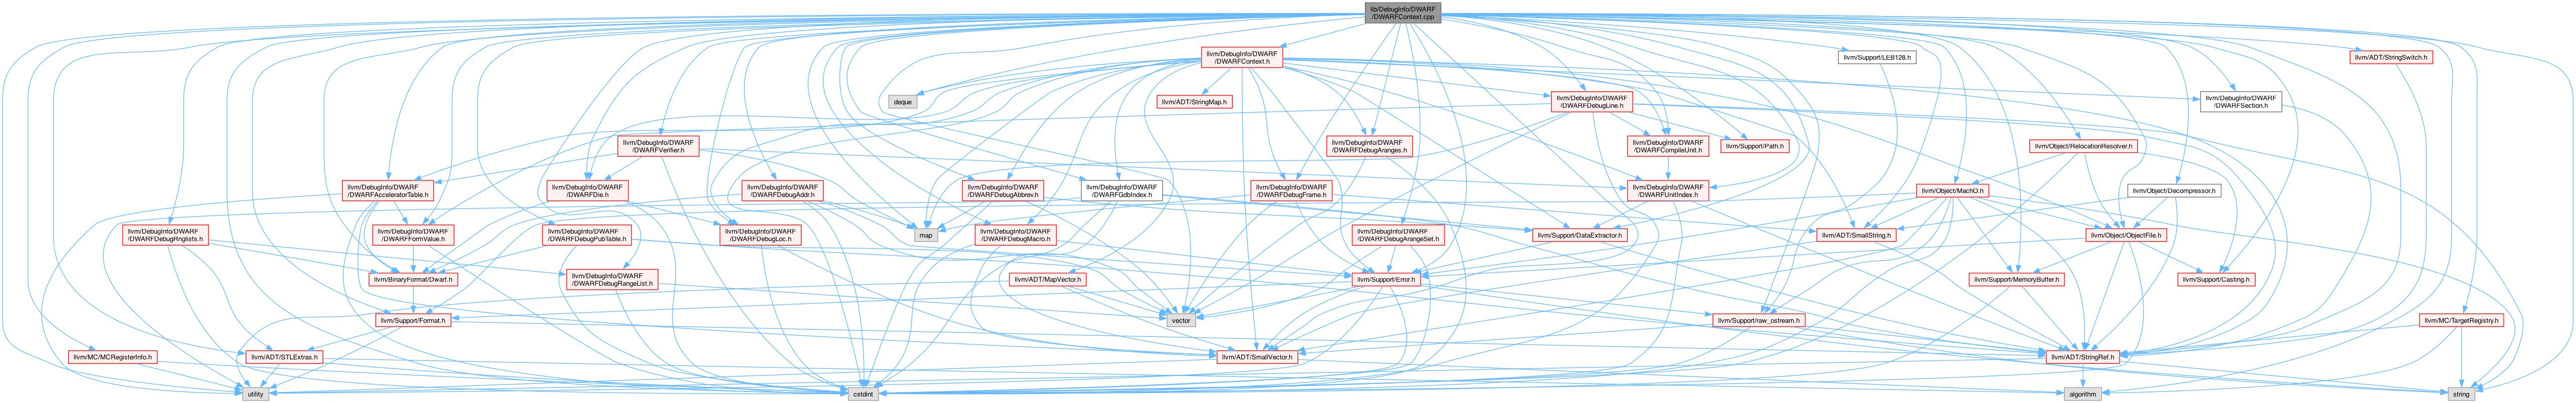 lib/DebugInfo/DWARF
/DWARFContext.cpp
llvm/DebugInfo/DWARF
/DWARFContext.h
llvm/Support/LEB128.h
llvm/ADT/StringSwitch.h
deque
llvm/ADT/StringMap.h
llvm/DebugInfo/DWARF
/DWARFDebugLine.h
llvm/DebugInfo/DWARF
/DWARFSection.h
llvm/DebugInfo/DWARF
/DWARFVerifier.h
llvm/DebugInfo/DWARF
/DWARFDebugAranges.h
llvm/DebugInfo/DWARF
/DWARFCompileUnit.h
llvm/Support/Path.h
llvm/Object/RelocationResolver.h
llvm/DebugInfo/DWARF
/DWARFAcceleratorTable.h
llvm/DebugInfo/DWARF
/DWARFDie.h
llvm/DebugInfo/DWARF
/DWARFDebugAddr.h
llvm/DebugInfo/DWARF
/DWARFDebugAbbrev.h
llvm/DebugInfo/DWARF
/DWARFGdbIndex.h
llvm/DebugInfo/DWARF
/DWARFDebugFrame.h
llvm/DebugInfo/DWARF
/DWARFUnitIndex.h
llvm/Object/MachO.h
llvm/Object/Decompressor.h
llvm/DebugInfo/DWARF
/DWARFDebugRnglists.h
llvm/DebugInfo/DWARF
/DWARFFormValue.h
llvm/DebugInfo/DWARF
/DWARFDebugPubTable.h
llvm/DebugInfo/DWARF
/DWARFDebugLoc.h
map
llvm/DebugInfo/DWARF
/DWARFDebugMacro.h
llvm/DebugInfo/DWARF
/DWARFDebugArangeSet.h
llvm/Support/DataExtractor.h
llvm/ADT/SmallString.h
llvm/Object/ObjectFile.h
llvm/BinaryFormat/Dwarf.h
llvm/DebugInfo/DWARF
/DWARFDebugRangeList.h
llvm/ADT/MapVector.h
llvm/Support/Error.h
llvm/Support/MemoryBuffer.h
llvm/Support/Casting.h
llvm/Support/Format.h
vector
llvm/Support/raw_ostream.h
llvm/MC/TargetRegistry.h
llvm/MC/MCRegisterInfo.h
llvm/ADT/STLExtras.h
llvm/ADT/SmallVector.h
llvm/ADT/StringRef.h
utility
cstdint
algorithm
string